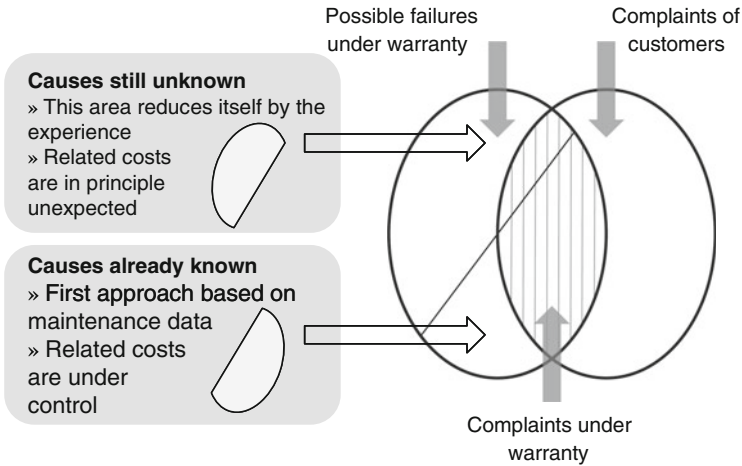 Possible failures
under warranty
Complaints of
customers
Causes still unknown
» This area reduces itself by the
experience
» Related costs
are in principle
unexpected
Causes already known
» First approach based on
maintenance data
» Related costs
are under
control
Complaints under
warranty